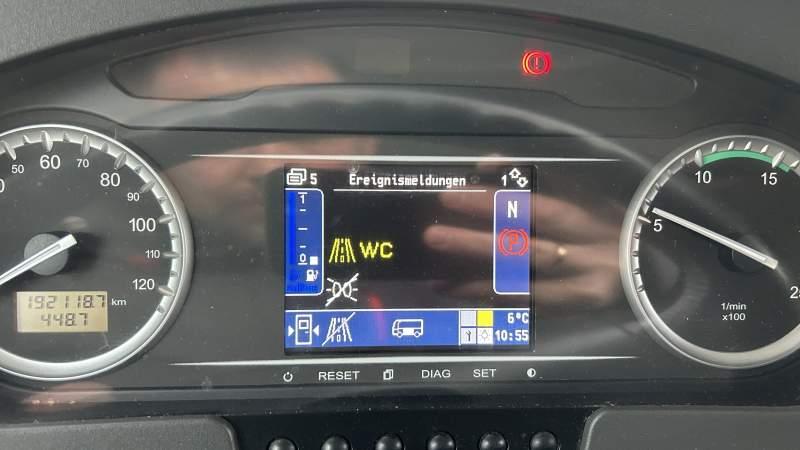 50 60 70 80 90 100 110 120
192118.7 km
448.7
5 Ereignismeldungen 1
1
0
N
WC
P
6°C
10:55
RESET DIAG SET
5 10 15
1/min
x100